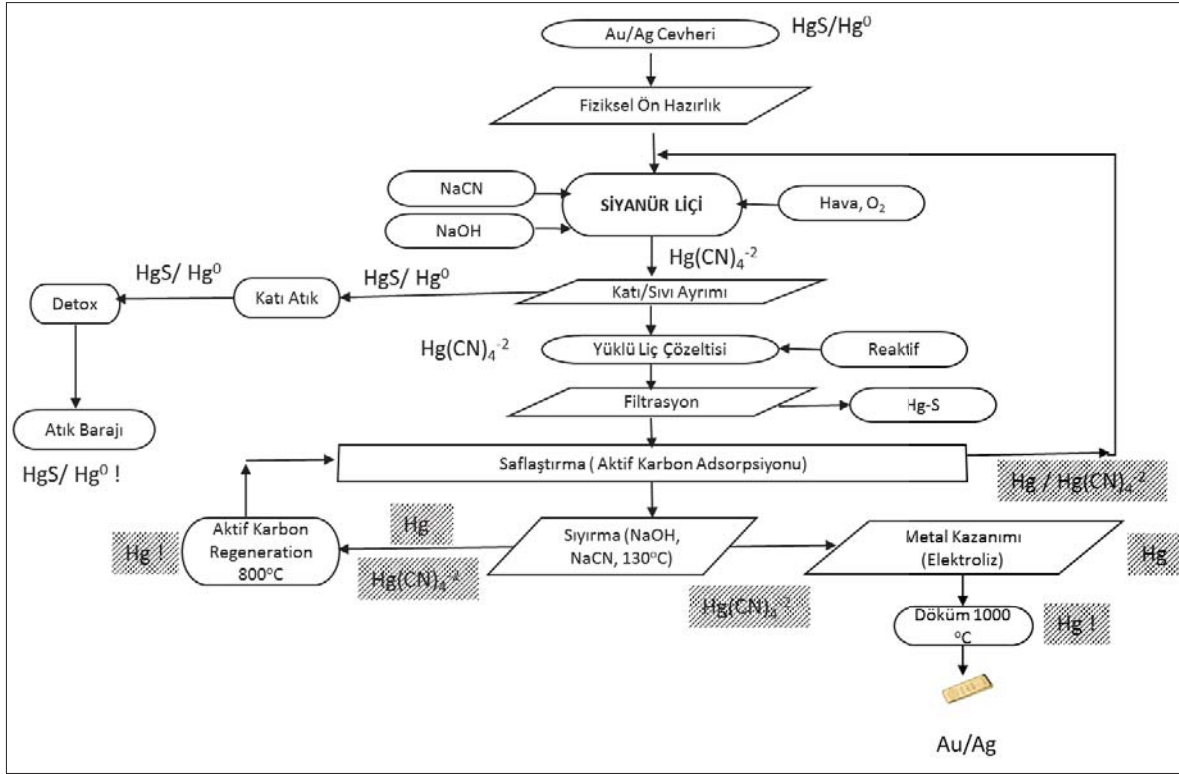 Au/Ag Cevheri
HgS/Hg⁰
Fiziksel Ön Hazırlık
NaCN
NaOH
SİYANÜR LİÇİ
Hava, O₂
Hg(CN)₄⁻²
HgS/ Hg⁰
HgS/ Hg⁰
Detox
Katı Atık
Katı/Sıvı Ayrımı
Hg(CN)₄⁻²
Yüklü Liç Çözeltisi
Reaktif
Filtrasyon
Hg-S
Atık Barajı
HgS/ Hg⁰ !
Saflaştırma ( Aktif Karbon Adsorpsiyonu)
Hg / Hg(CN)₄⁻²
Hg !
Aktif Karbon
Regeneration
800°C
Hg
Hg(CN)₄⁻²
Sıyırma (NaOH,
NaCN, 130°C)
Hg(CN)₄⁻²
Metal Kazanımı
(Elektroliz)
Hg
Döküm 1000
°C
Hg !
Au/Ag